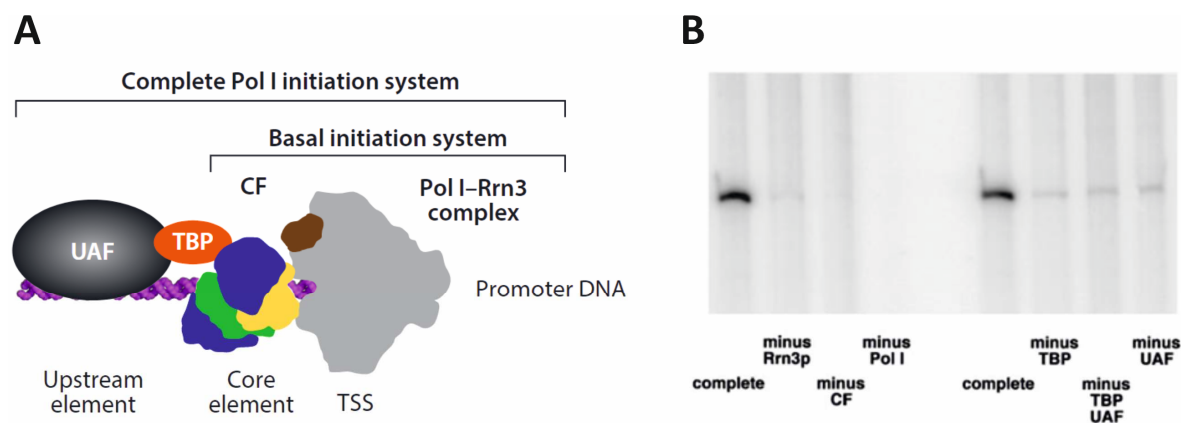 A
Complete Pol I initiation system
Basal initiation system
CF
Pol I–Rrn3
complex
UAF
TBP
Promoter DNA
Upstream
element
Core
element
TSS
B
complete
minus
Rrn3p
minus
CF
minus
Pol I
complete
minus
TBP
minus
TBP
UAF
minus
UAF